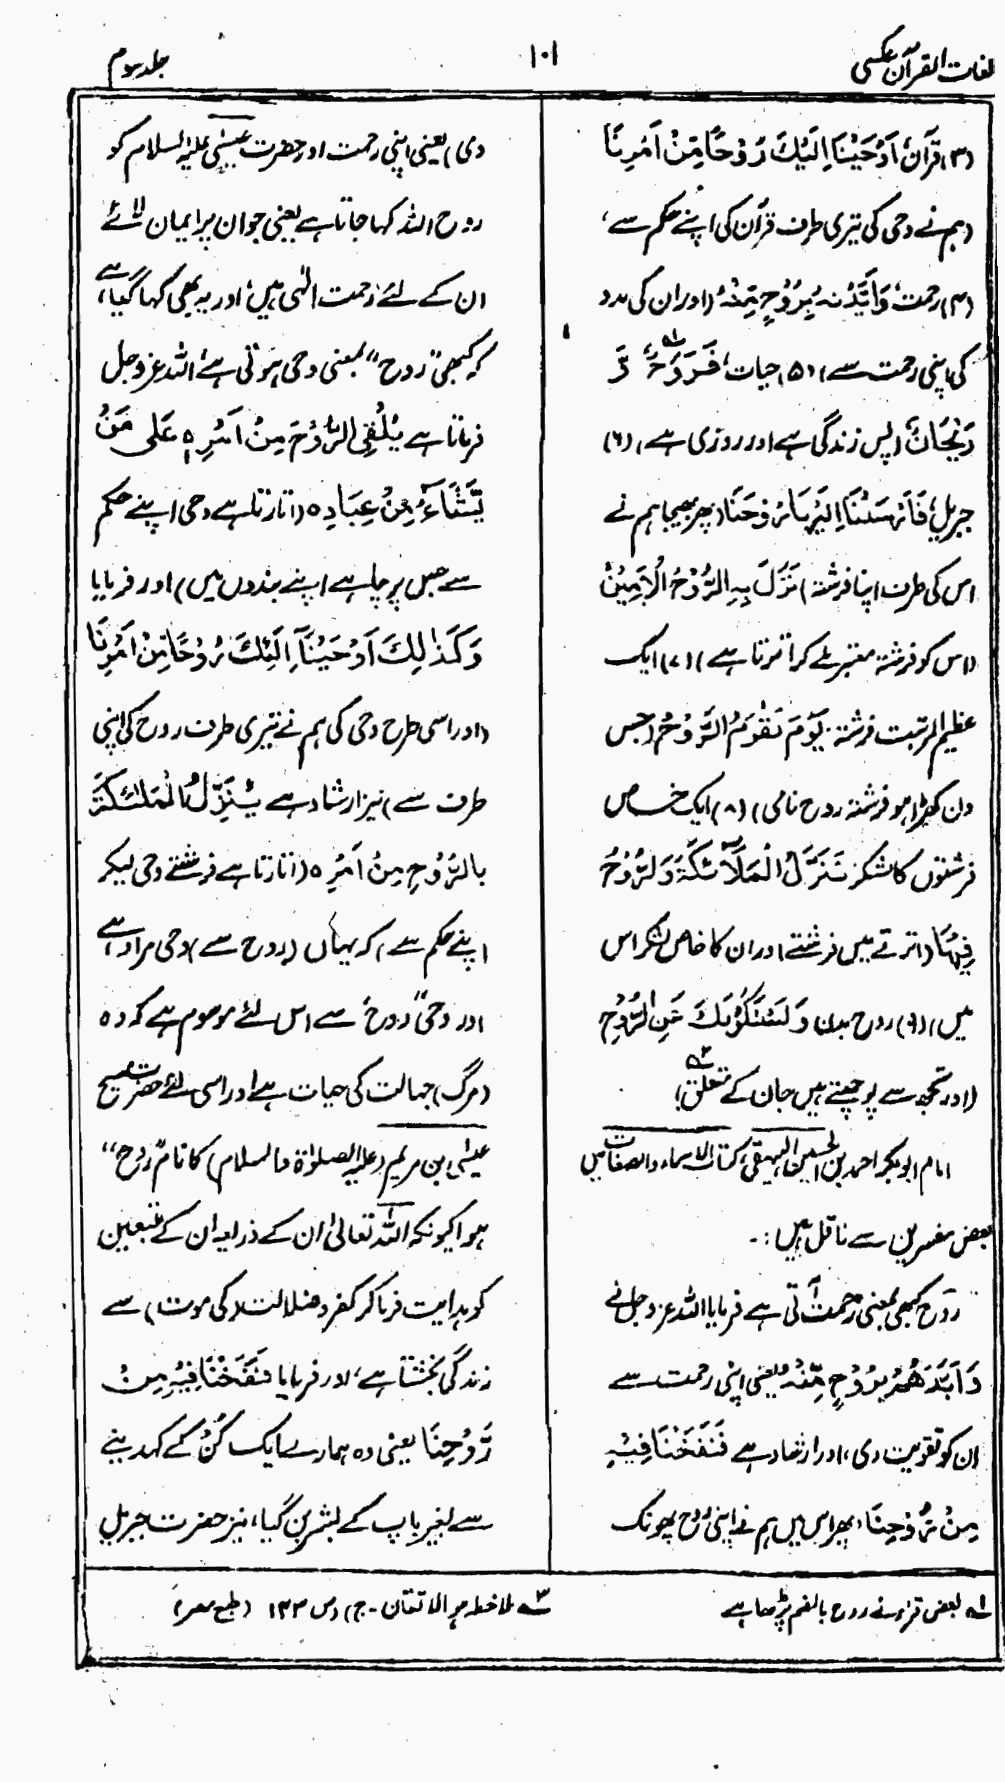 لغات القرآن عکسی
۱۰۱
جلد سوم
(۳) قرآن، اَوْحَیْنَا اِلَیْكَ رُوْحًا مِّنْ اَمْرِنَا
(ہم نے وحی کی تیری طرف قرآن کی اپنے حکم سے)
(۴) رحمت، وَاَیَّدَہُمْ بِرُوْحٍ مِّنْہُ (اور ان کی مدد
کی اپنی رحمت سے) (۵) حیات، فَرَوْحٌ۱؎ وَّ
رَیْحَانٌ (پس زندگی ہے اور روزی ہے) (۶)
جبریل، فَاَرْسَلْنَا اِلَیْہَا رُوْحَنَا (پھر بھیجا ہم نے
اس کی طرف اپنا فرشتہ) نَزَلَ بِہِ الرُّوْحُ الْاَمِیْنُ
(اس کو فرشتہ معتبر لے کر اترتا ہے) (۷) ایک
عظیم المرتبت فرشتہ، یَوْمَ یَقُوْمُ الرُّوْحُ (جس
دن کھڑا ہو فرشتہ روح نامی) (۸) ایک خاص
فرشتوں کا لشکر تَنَزَّلُ الْمَلَآئِکَةُ وَالرُّوْحُ
فِیْہَا (اترتے ہیں فرشتے اور ان کا خاص لشکر اس
میں) (۹) روح بدن وَیَسْئَلُوْنَكَ عَنِ الرُّوْحِ
(اور تجھ سے پوچھتے ہیں جان کے متعلق)۲؎
امام ابوبکر احمد بن الحسین البیہقی، کتاب الاسماء والصفات میں
بعض مفسرین سے ناقل ہیں :۔
روح کبھی بمعنی رحمت آتی ہے فرمایا اللہ عزوجل نے
وَاَیَّدَہُمْ بِرُوْحٍ مِّنْہُ یعنی اپنی رحمت سے
ان کو تقویت دی، اور ارشاد ہے فَنَفَخْنَا فِیْہِ
مِنْ رُّوْحِنَا، پھر اس میں ہم نے اپنی روح پھونک
دی) یعنی اپنی رحمت اور حضرت عیسیٰ علیہ السلام کو
روح اللہ کہا جاتا ہے یعنی جو ان پر ایمان لائے
ان کے لئے رحمت الٰہی ہیں، اور یہ بھی کہا گیا ہے
کہ کبھی "روح" بمعنی وحی ہوتی ہے، اللہ عزوجل
فرماتا ہے یُلْقِی الرُّوْحَ مِنْ اَمْرِہٖ عَلٰی مَنْ
یَّشَآءُ مِنْ عِبَادِہٖ (اتارتا ہے وحی اپنے حکم
سے جس پر چاہے اپنے بندوں میں) اور فرمایا
وَکَذٰلِكَ اَوْحَیْنَآ اِلَیْكَ رُوْحًا مِّنْ اَمْرِنَا
(اور اسی طرح وحی کی ہم نے تیری طرف روح کی اپنی
طرف سے) نیز ارشاد ہے یُنَزِّلُ الْمَلٰٓئِکَةَ
بِالرُّوْحِ مِنْ اَمْرِہٖ (اتارتا ہے فرشتے وحی لیکر
اپنے حکم سے) کہ یہاں (روح سے) وحی مراد ہے
اور وحی "روح" سے اس لئے موسوم ہے کہ وہ
(مرگ) جہالت کی حیات ہے اور اسی لئے حضرت مسیح
عیسیٰ بن مریم (علیہ الصلوٰة والسلام) کا نام "روح"
ہوا کیونکہ اللہ تعالیٰ ان کے ذریعہ ان کے متبعین
کو ہدایت فرما کر کفر و ضلالت (کی موت) سے
زندگی بخشتا ہے، اور فرمایا فَنَفَخْنَا فِیْہِ مِنْ
رُّوْحِنَا یعنی وہ ہمارے ایک کُنْ کے کہدینے
سے بغیر باپ کے بشر بن گیا، نیز حضرت جبریل
۱؎ بعض قراء نے روح بالضم پڑھا ہے
۲؎ ملاحظہ ہو الاتقان ۔ ج۱ ص ۱۴۳ (طبع مصر)